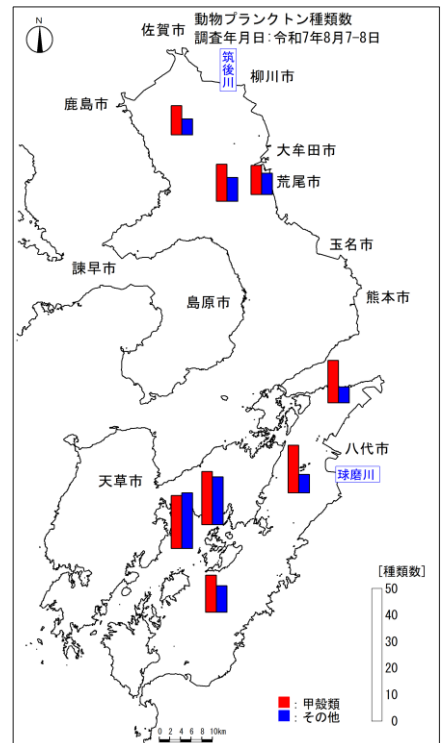 動物プランクトン種類数
調査年月日:令和7年8月7-8日
N
佐賀市
筑後川
柳川市
鹿島市
大牟田市
荒尾市
玉名市
諫早市
島原市
熊本市
八代市
球磨川
天草市
[種類数]
50
40
30
20
10
0
:甲殻類
:その他
0 2 4 6 8 10km